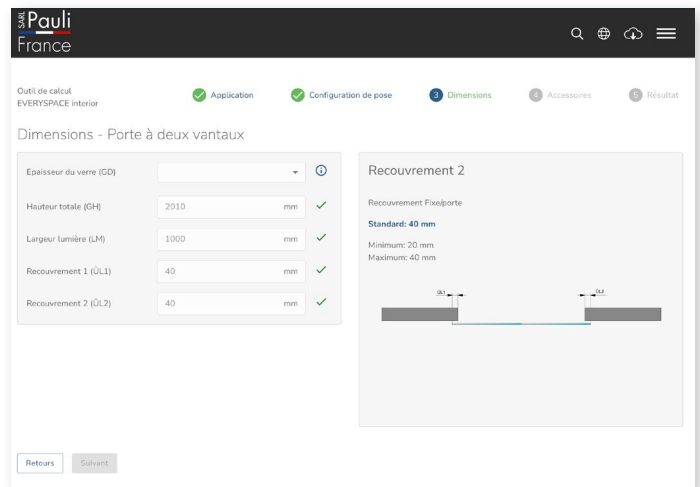 SARL Pauli
France
Outil de calcul
EVERYSPACE interior
Application
Configuration de pose
3 Dimensions
4 Accessoires
5 Résultat
Dimensions - Porte à deux vantaux
Epaisseur du verre (GD)
Hauteur totale (GH) 2010 mm
Largeur lumière (LM) 1000 mm
Recouvrement 1 (ÜL1) 40 mm
Recouvrement 2 (ÜL2) 40 mm
Recouvrement 2
Recouvrement Fixe/porte
Standard: 40 mm
Minimum: 20 mm
Maximum: 40 mm
ÜL1 ÜL2
Retours Suivant